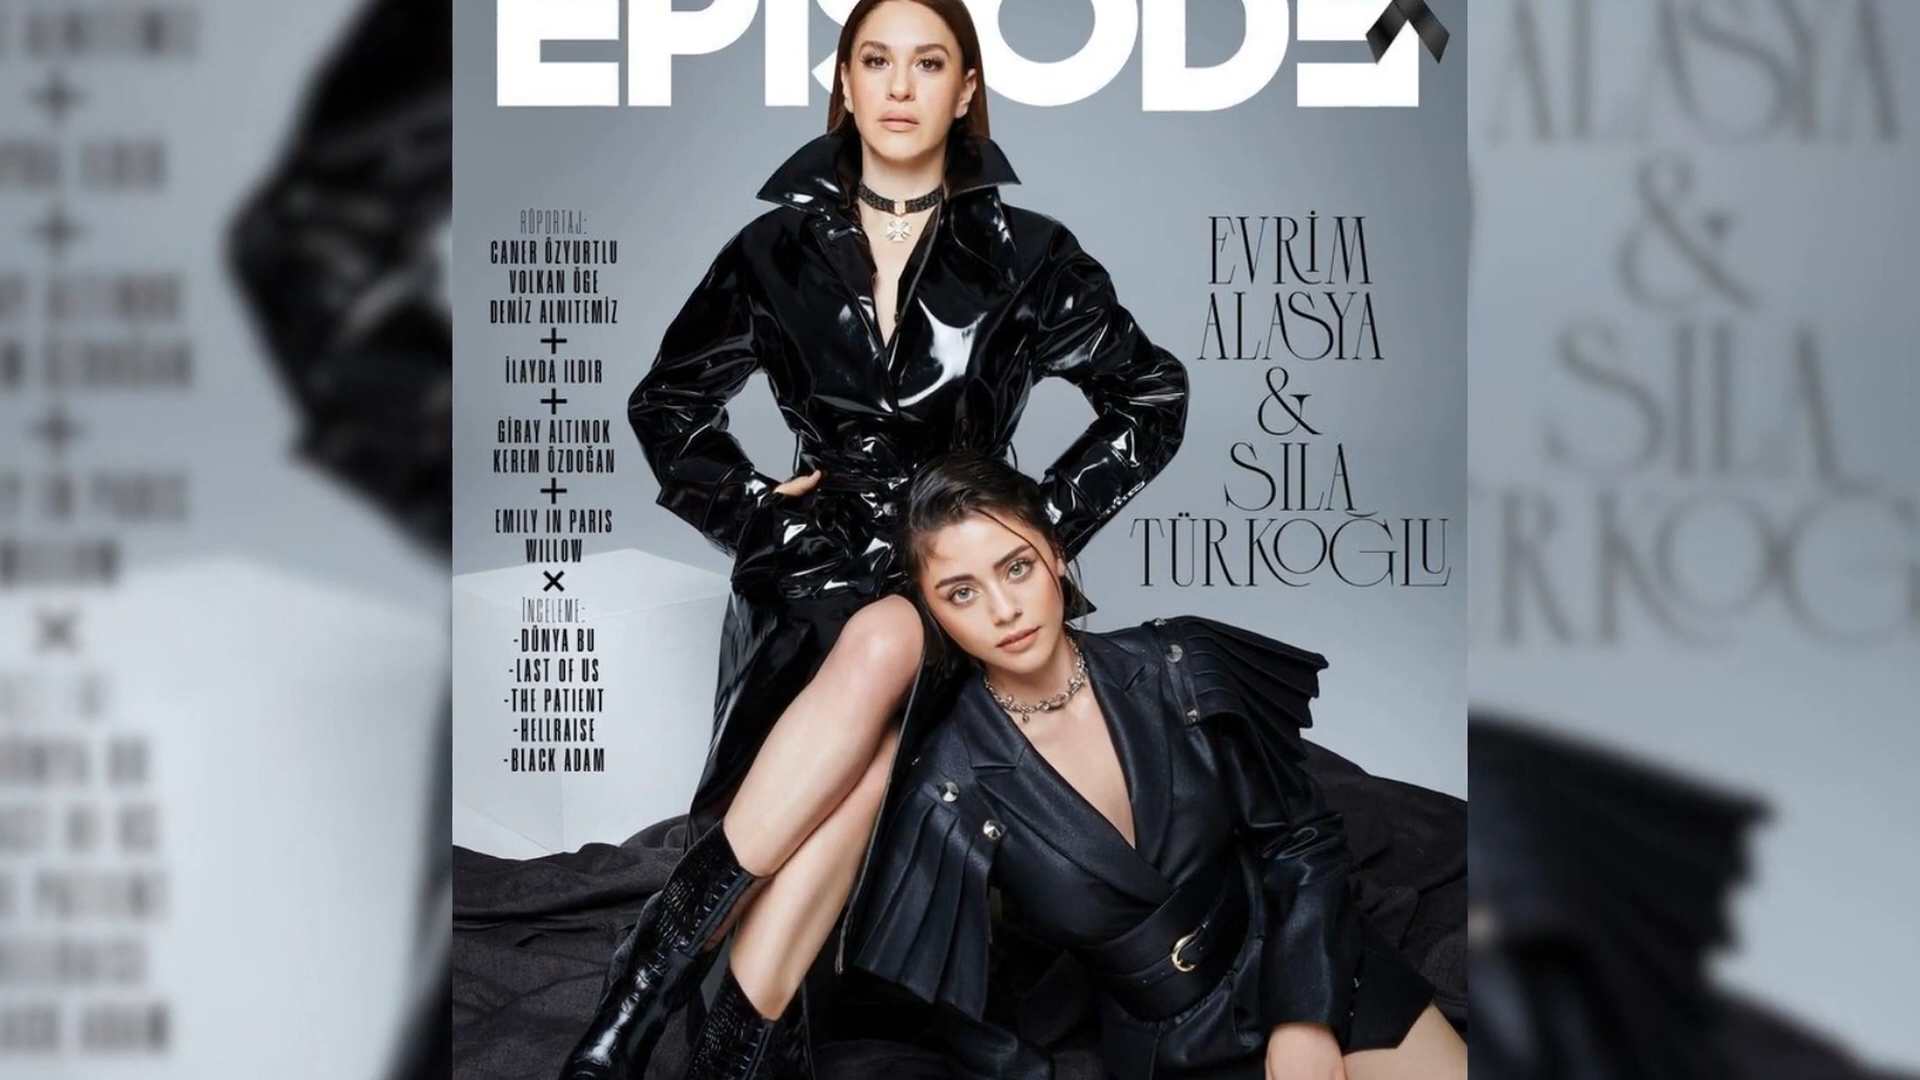 EPISODE
RÖPORTAJ:
CANER ÖZYURTLU
VOLKAN ÖGE
DENİZ ALNITEMİZ
+
İLAYDA ILDIR
+
GİRAY ALTINOK
KEREM ÖZDOĞAN
+
EMILY IN PARIS
WILLOW
×
İNCELEME:
-DÜNYA BU
-LAST OF US
-THE PATIENT
-HELLRAISE
-BLACK ADAM
EVRİM
ALASYA
&
SILA
TÜRKOĞLU